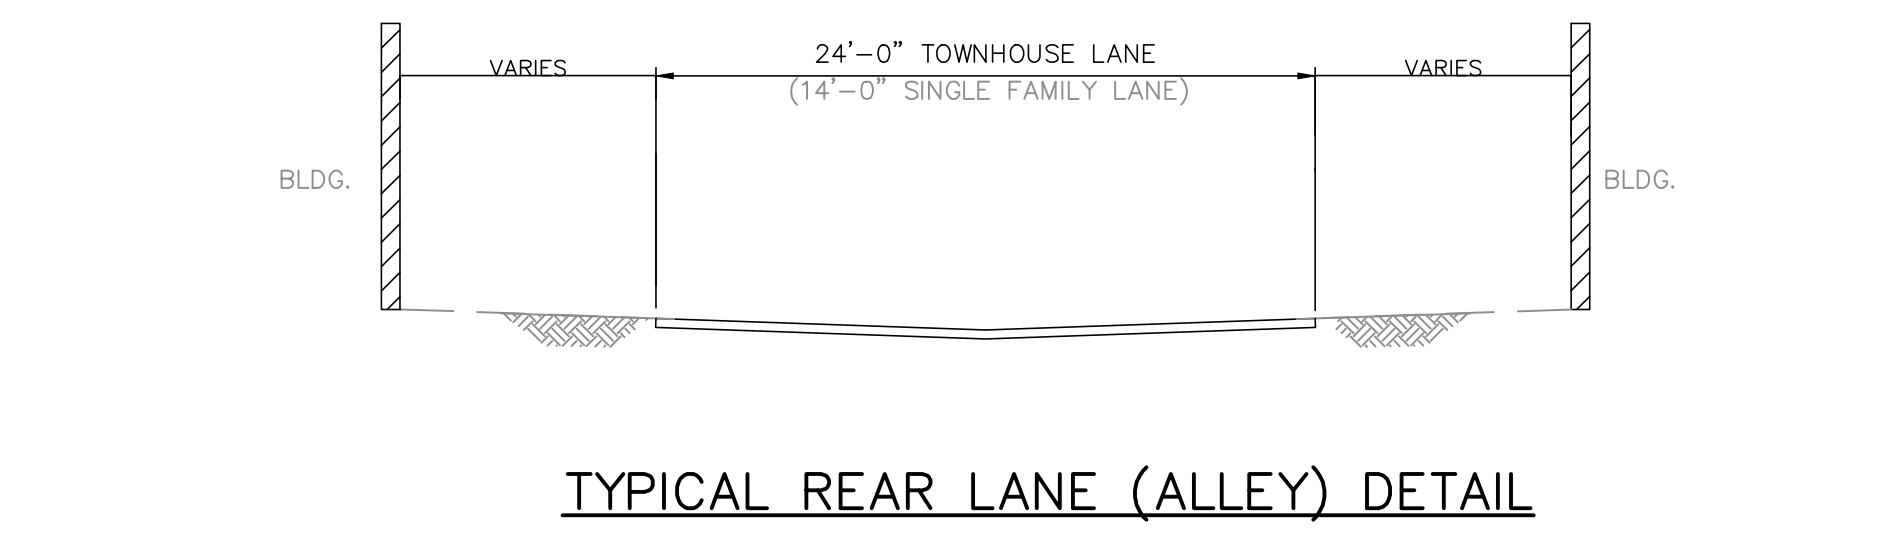 24'-0" TOWNHOUSE LANE
VARIES
VARIES
(14'-0" SINGLE FAMILY LANE)
BLDG.
BLDG.
TYPICAL REAR LANE (ALLEY) DETAIL